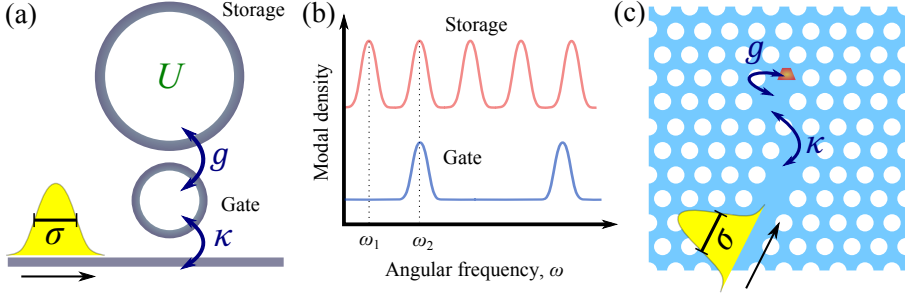 (a)
Storage
U
g
Gate
σ
κ
(b)
Storage
Modal density
Gate
ω1
ω2
Angular frequency, ω
(c)
g
κ
σ